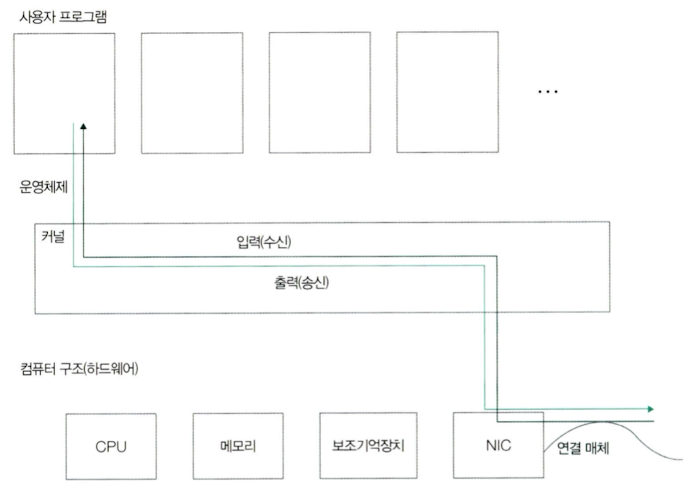 사용자 프로그램
...
운영체제
커널
입력(수신)
출력(송신)
컴퓨터 구조(하드웨어)
CPU
메모리
보조기억장치
NIC
연결 매체